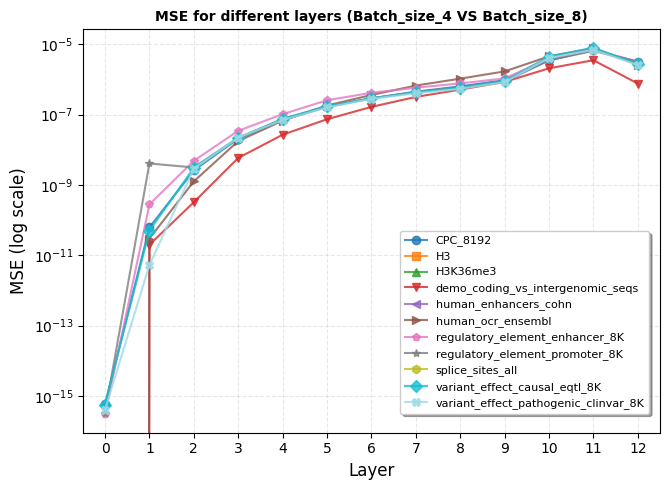 MSE for different layers (Batch_size_4 VS Batch_size_8)
MSE (log scale)
10⁻⁵
10⁻⁷
10⁻⁹
10⁻¹¹
10⁻¹³
10⁻¹⁵
CPC_8192
H3
H3K36me3
demo_coding_vs_intergenomic_seqs
human_enhancers_cohn
human_ocr_ensembl
regulatory_element_enhancer_8K
regulatory_element_promoter_8K
splice_sites_all
variant_effect_causal_eqtl_8K
variant_effect_pathogenic_clinvar_8K
0 1 2 3 4 5 6 7 8 9 10 11 12
Layer